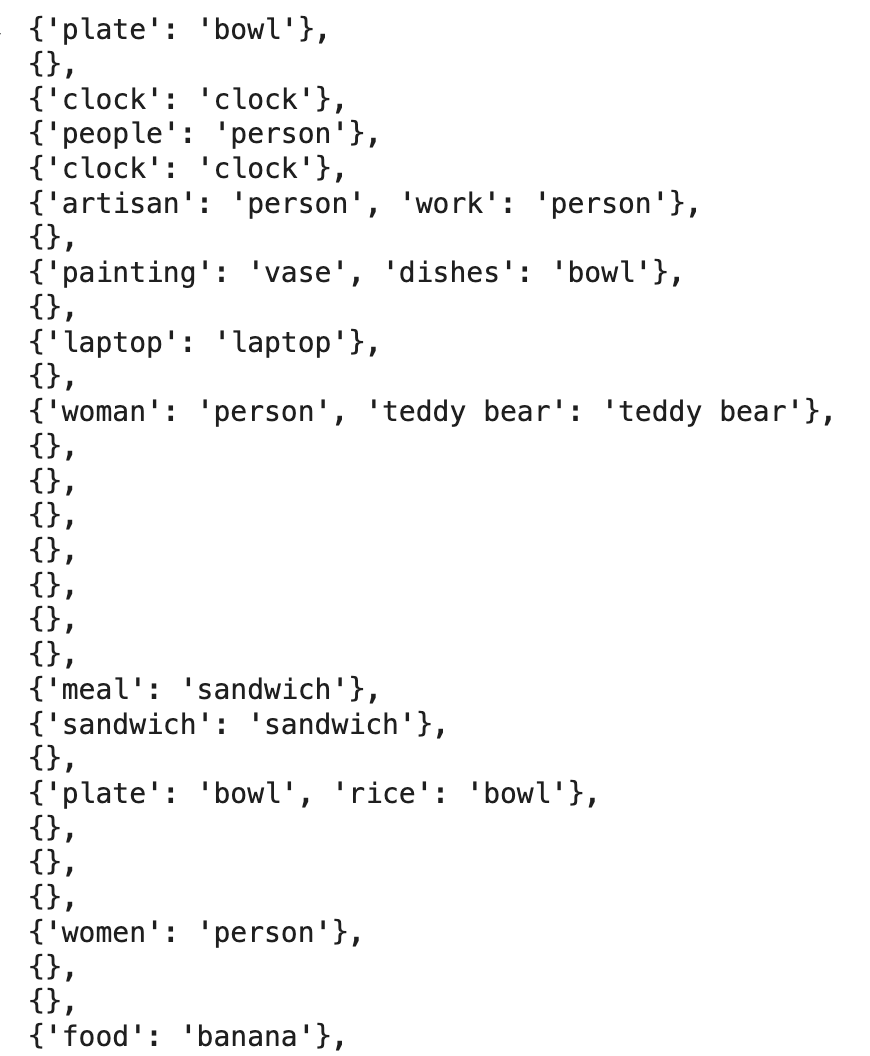 {'plate': 'bowl'},
{},
{'clock': 'clock'},
{'people': 'person'},
{'clock': 'clock'},
{'artisan': 'person', 'work': 'person'},
{},
{'painting': 'vase', 'dishes': 'bowl'},
{},
{'laptop': 'laptop'},
{},
{'woman': 'person', 'teddy bear': 'teddy bear'},
{},
{},
{},
{},
{},
{},
{},
{'meal': 'sandwich'},
{'sandwich': 'sandwich'},
{},
{'plate': 'bowl', 'rice': 'bowl'},
{},
{},
{},
{'women': 'person'},
{},
{},
{'food': 'banana'},